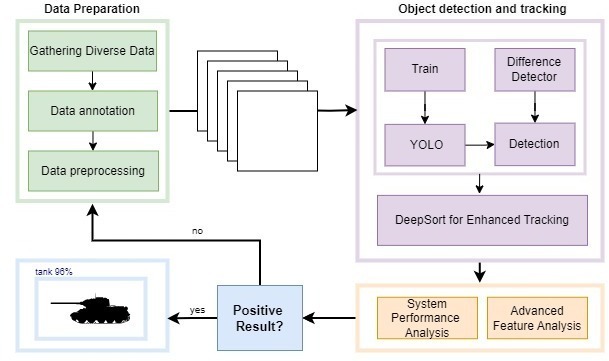 Data Preparation
Gathering Diverse Data
Data annotation
Data preprocessing
Object detection and tracking
Train
Difference
Detector
YOLO
Detection
DeepSort for Enhanced Tracking
no
tank 96%
yes
Positive
Result?
System
Performance
Analysis
Advanced
Feature Analysis